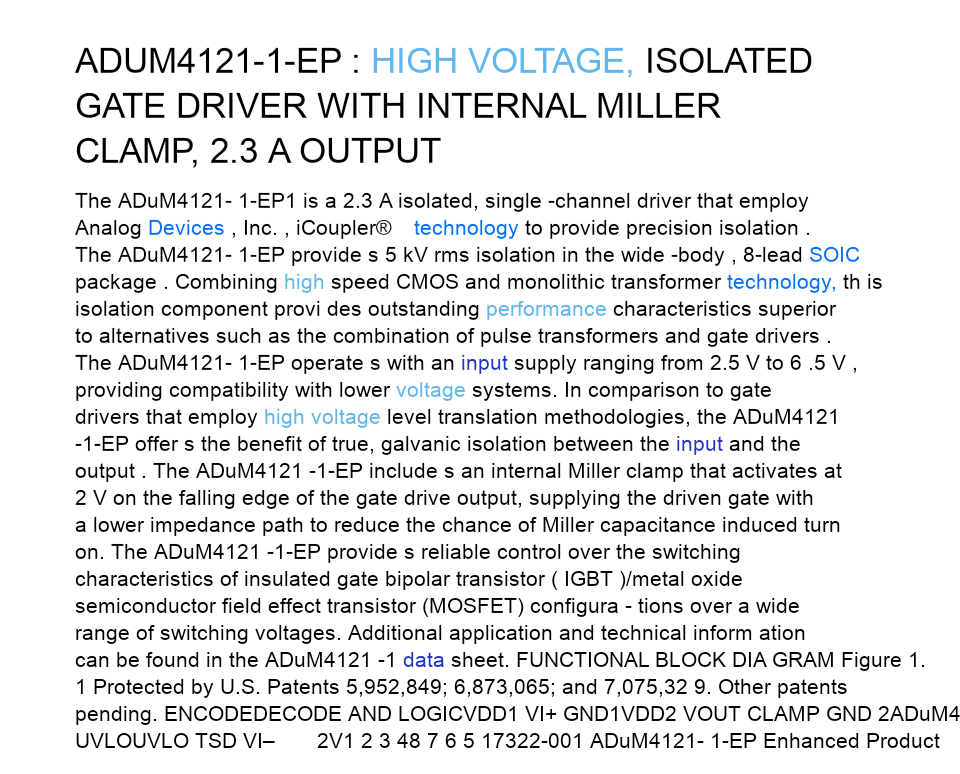 ADUM4121-1-EP : HIGH VOLTAGE, ISOLATED
GATE DRIVER WITH INTERNAL MILLER
CLAMP, 2.3 A OUTPUT
The ADuM4121- 1-EP1 is a 2.3 A isolated, single -channel driver that employ
Analog Devices , Inc. , iCoupler® technology to provide precision isolation .
The ADuM4121- 1-EP provide s 5 kV rms isolation in the wide -body , 8-lead SOIC
package . Combining high speed CMOS and monolithic transformer technology, th is
isolation component provi des outstanding performance characteristics superior
to alternatives such as the combination of pulse transformers and gate drivers .
The ADuM4121- 1-EP operate s with an input supply ranging from 2.5 V to 6 .5 V ,
providing compatibility with lower voltage systems. In comparison to gate
drivers that employ high voltage level translation methodologies, the ADuM4121
-1-EP offer s the benefit of true, galvanic isolation between the input and the
output . The ADuM4121 -1-EP include s an internal Miller clamp that activates at
2 V on the falling edge of the gate drive output, supplying the driven gate with
a lower impedance path to reduce the chance of Miller capacitance induced turn
on. The ADuM4121 -1-EP provide s reliable control over the switching
characteristics of insulated gate bipolar transistor ( IGBT )/metal oxide
semiconductor field effect transistor (MOSFET) configura - tions over a wide
range of switching voltages. Additional application and technical inform ation
can be found in the ADuM4121 -1 data sheet. FUNCTIONAL BLOCK DIA GRAM Figure 1.
1 Protected by U.S. Patents 5,952,849; 6,873,065; and 7,075,32 9. Other patents
pending. ENCODEDECODE AND LOGICVDD1 VI+ GND1VDD2 VOUT CLAMP GND 2ADuM4
UVLOUVLO TSD VI– 2V1 2 3 48 7 6 5 17322-001 ADuM4121- 1-EP Enhanced Product